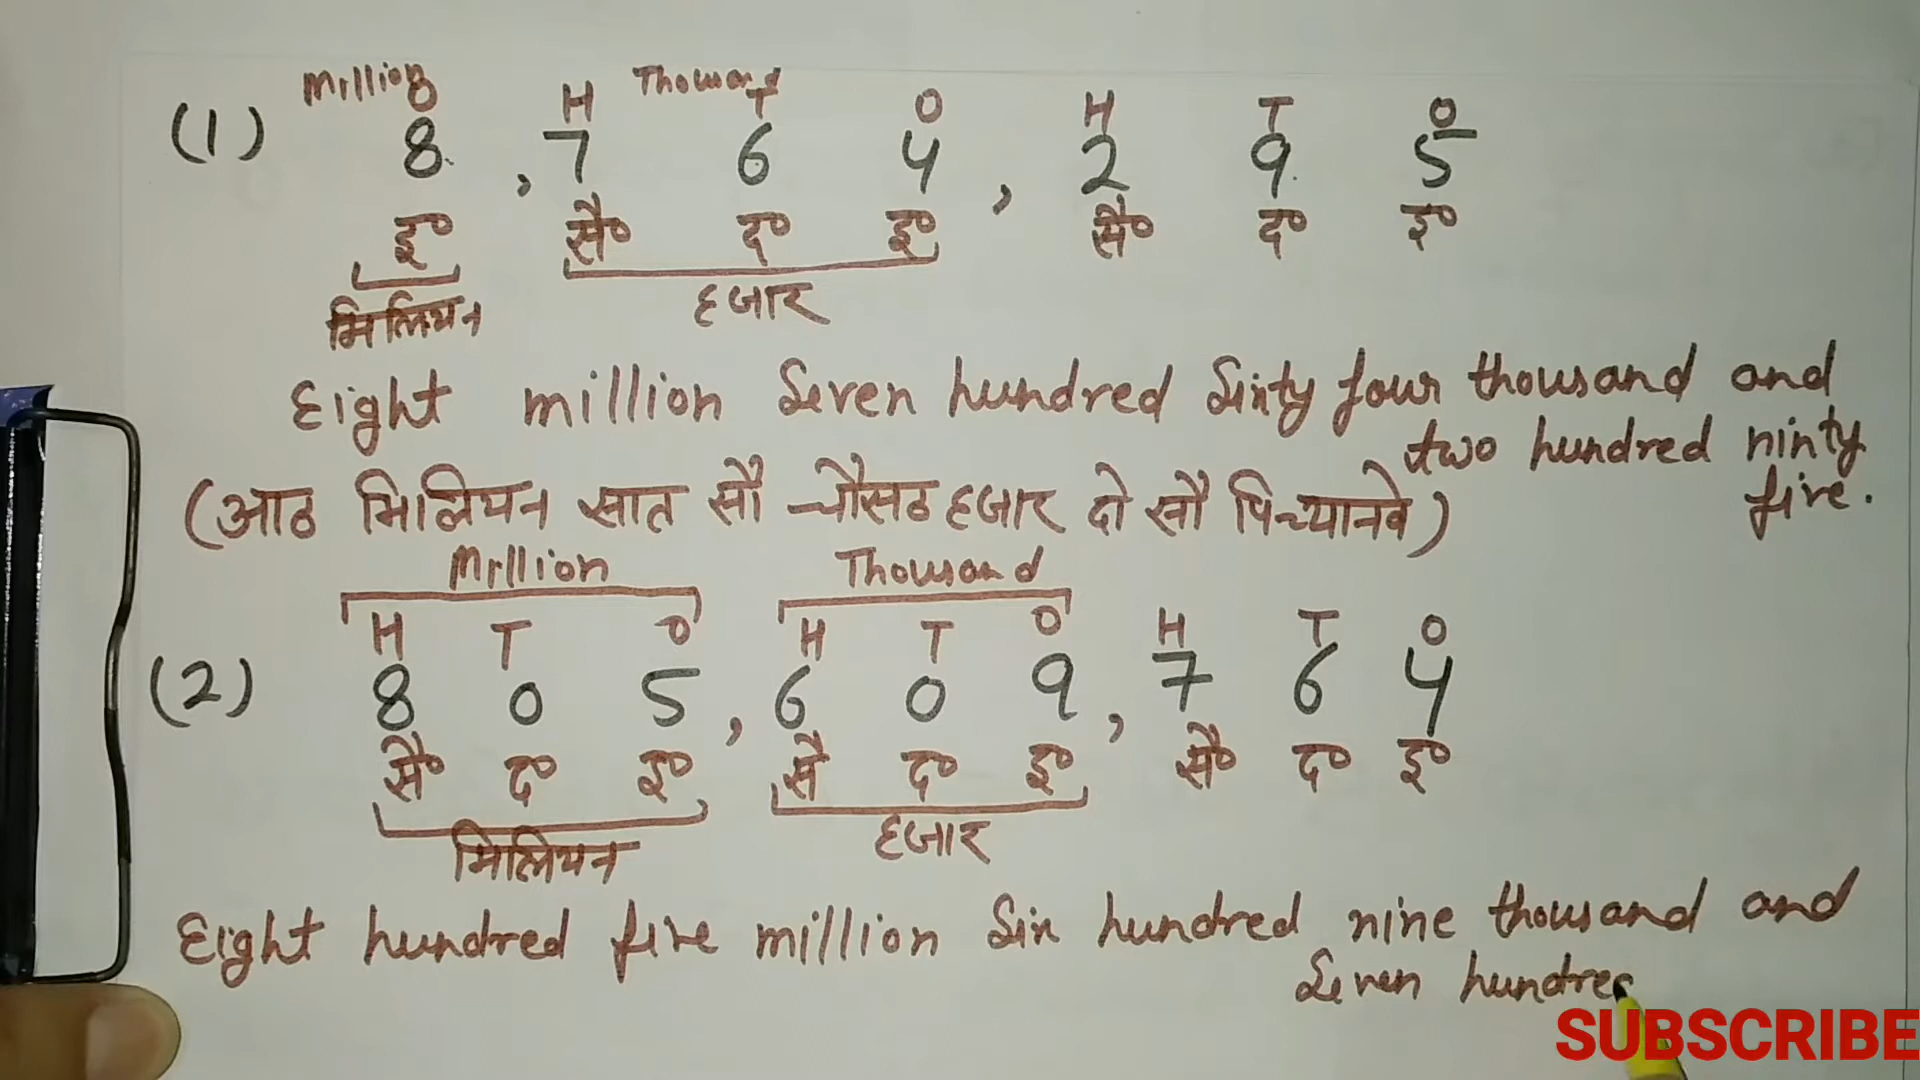 Million Thousand
O H T O H T O
(1) 8 , 7 6 4 , 2 9 5
इ० सै० द० इ० सै० द० इ०
मिलियन हजार
Eight million Seven hundred Sixty four thousand and
two hundred ninty
five.
(आठ मिलियन सात सौ चौसठ हजार दो सौ पिच्यानवे)
Million Thousand
H T O H T O H T O
(2) 8 0 5 , 6 0 9 , 7 6 4
सै० द० इ० सै द० इ० सै० द० इ०
मिलियन हजार
Eight hundred five million Six hundred nine thousand and
Seven hundred
SUBSCRIBE